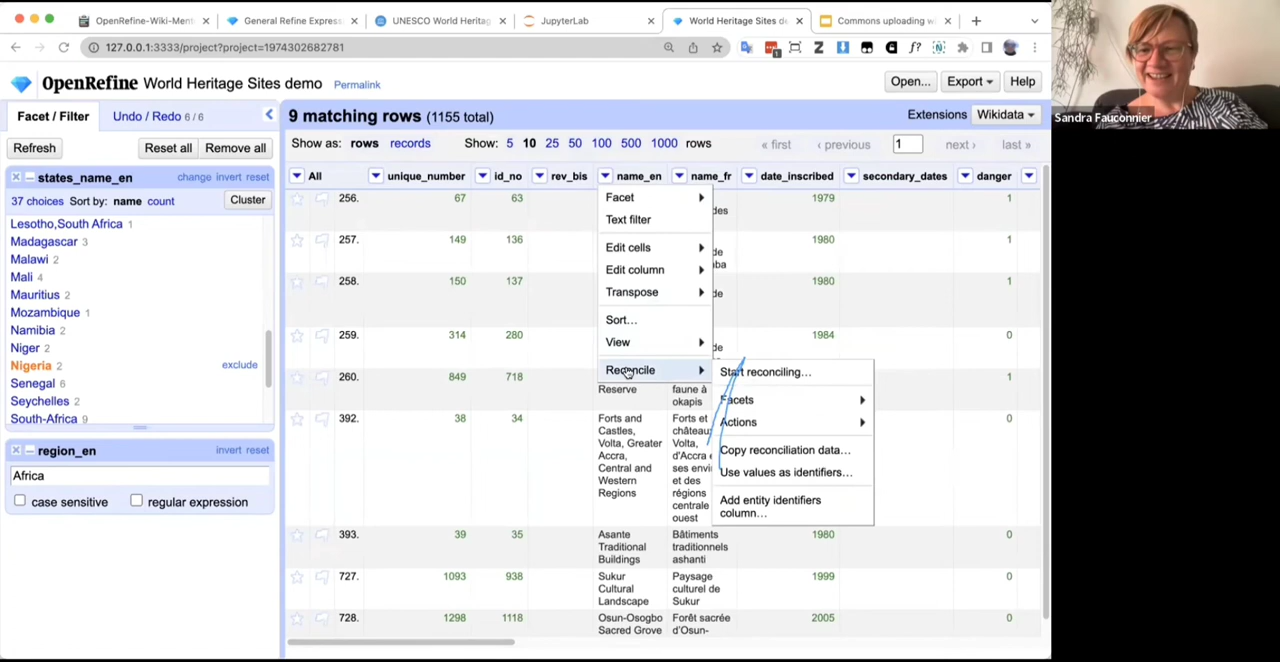 OpenRefine-Wiki-Ment
General Refine Express
UNESCO World Heritag
JupyterLab
World Heritage Sites de
Commons uploading w
127.0.0.1:3333/project?project=1974302682781
OpenRefine World Heritage Sites demo Permalink
Open... Export Help
Facet / Filter Undo / Redo 6 / 6
Refresh Reset all Remove all
states_name_en change invert reset
37 choices Sort by: name count Cluster
Lesotho,South Africa 1
Madagascar 3
Malawi 2
Mali 4
Mauritius 2
Mozambique 1
Namibia 2
Niger 2
Nigeria 2 exclude
Senegal 6
Seychelles 2
South-Africa 9
region_en invert reset
Africa
case sensitive regular expression
9 matching rows (1155 total)
Extensions Wikidata
Show as: rows records Show: 5 10 25 50 100 500 1000 rows
« first ‹ previous 1 next › last »
All unique_number id_no rev_bis name_en name_fr date_inscribed secondary_dates danger
256. 67 63 des 1979 1
257. 149 136 de
ba 1980 1
258. 150 137 de 1980 1
259. 314 280 de 1984 0
260. 849 718 Reserve faune à
okapis 1
392. 38 34 0
Forts and
Castles,
Volta, Greater
Accra,
Central and
Western
Regions
Forts et
château
Volta,
d'Accra e
ses envi
et des
régions
centrale
ouest
393. 39 35 1980 0
Asante
Traditional
Buildings
Bâtiments
traditionnels
ashanti
727. 1093 938 1999 0
Sukur
Cultural
Landscape
Paysage
culturel de
Sukur
728. 1298 1118 2005 0
Osun-Osogbo
Sacred Grove
Forêt sacrée
d'Osun-
Facet
Text filter
Edit cells
Edit column
Transpose
Sort...
View
Reconcile
Start reconciling...
Facets
Actions
Copy reconciliation data...
Use values as identifiers...
Add entity identifiers
column...
Sandra Fauconnier